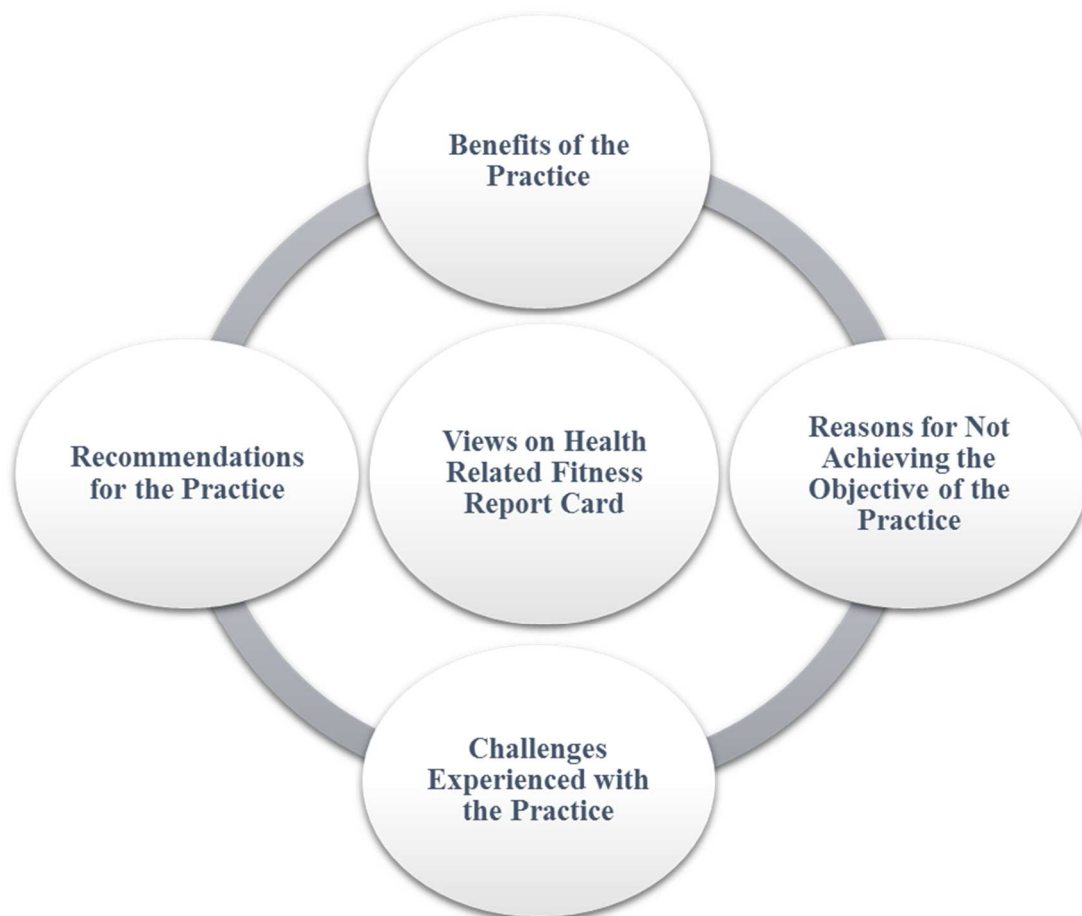 Benefits of the
Practice
Recommendations
for the Practice
Views on Health
Related Fitness
Report Card
Reasons for Not
Achieving the
Objective of the
Practice
Challenges
Experienced with
the Practice